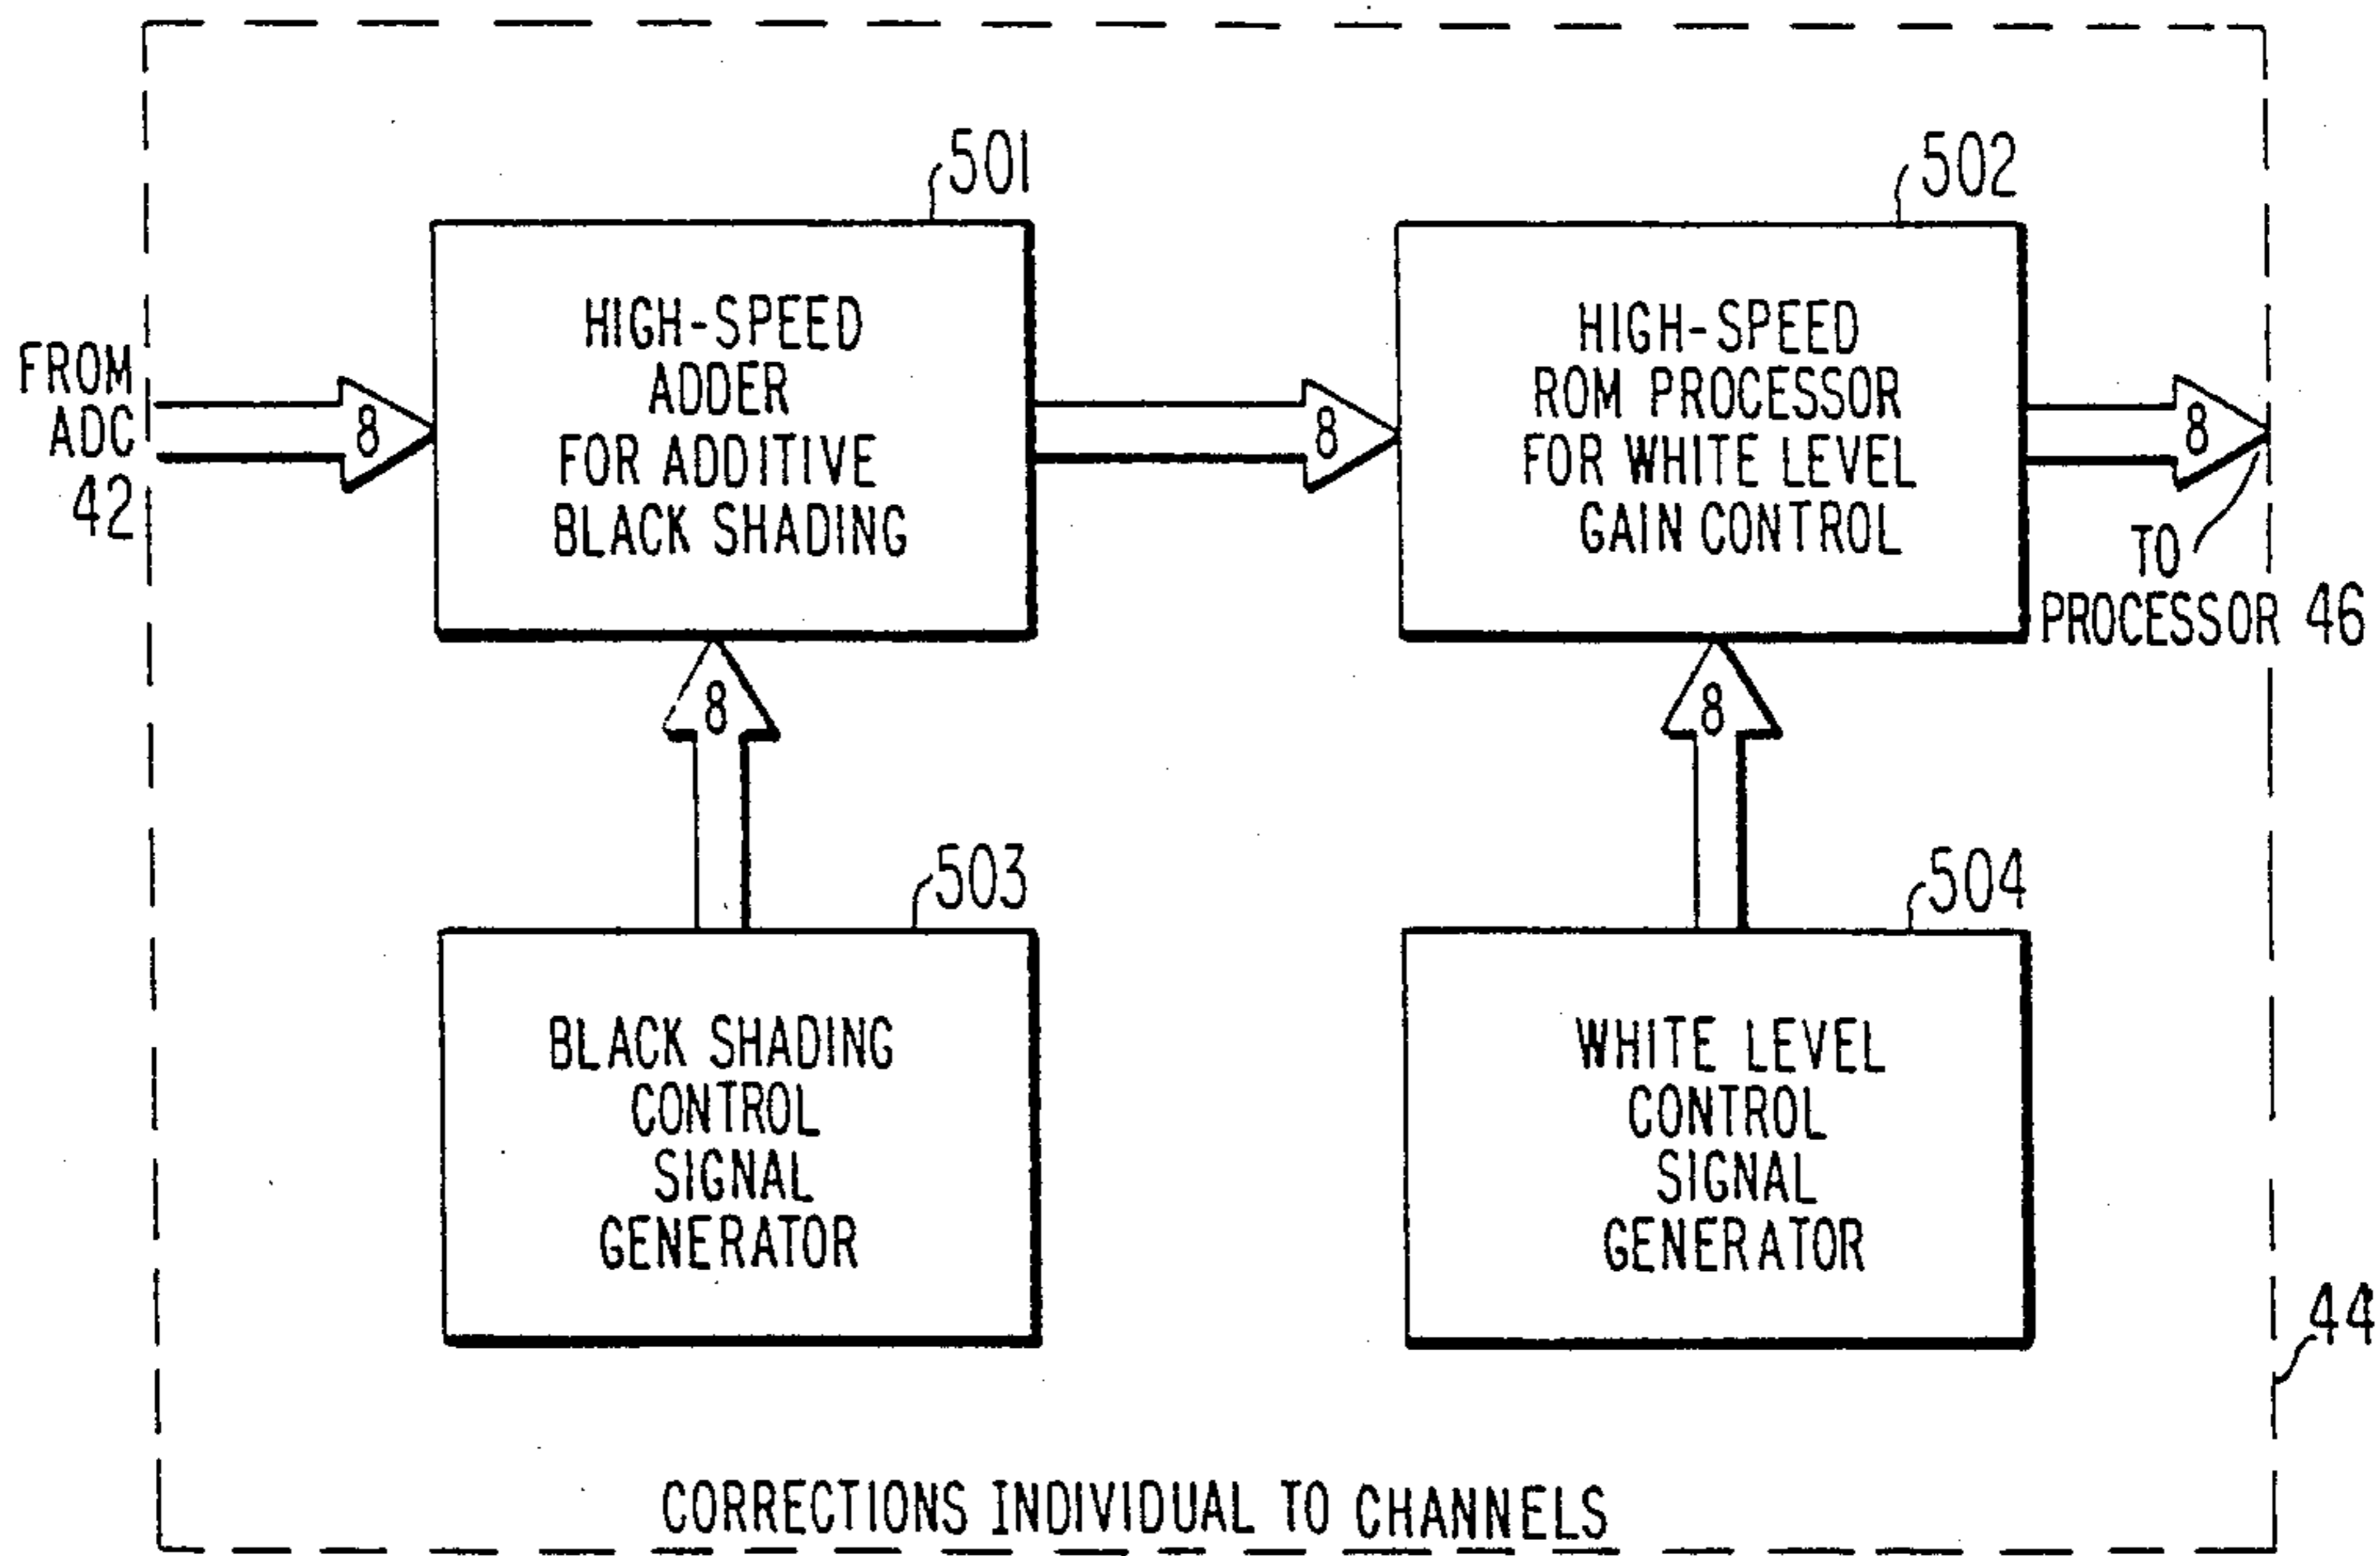 501
502
FROM
ADC
42
8
HIGH-SPEED
ADDER
FOR ADDITIVE
BLACK SHADING
8
HIGH-SPEED
ROM PROCESSOR
FOR WHITE LEVEL
GAIN CONTROL
8
TO
PROCESSOR 46
8
8
503
504
BLACK SHADING
CONTROL
SIGNAL
GENERATOR
WHITE LEVEL
CONTROL
SIGNAL
GENERATOR
44
CORRECTIONS INDIVIDUAL TO CHANNELS